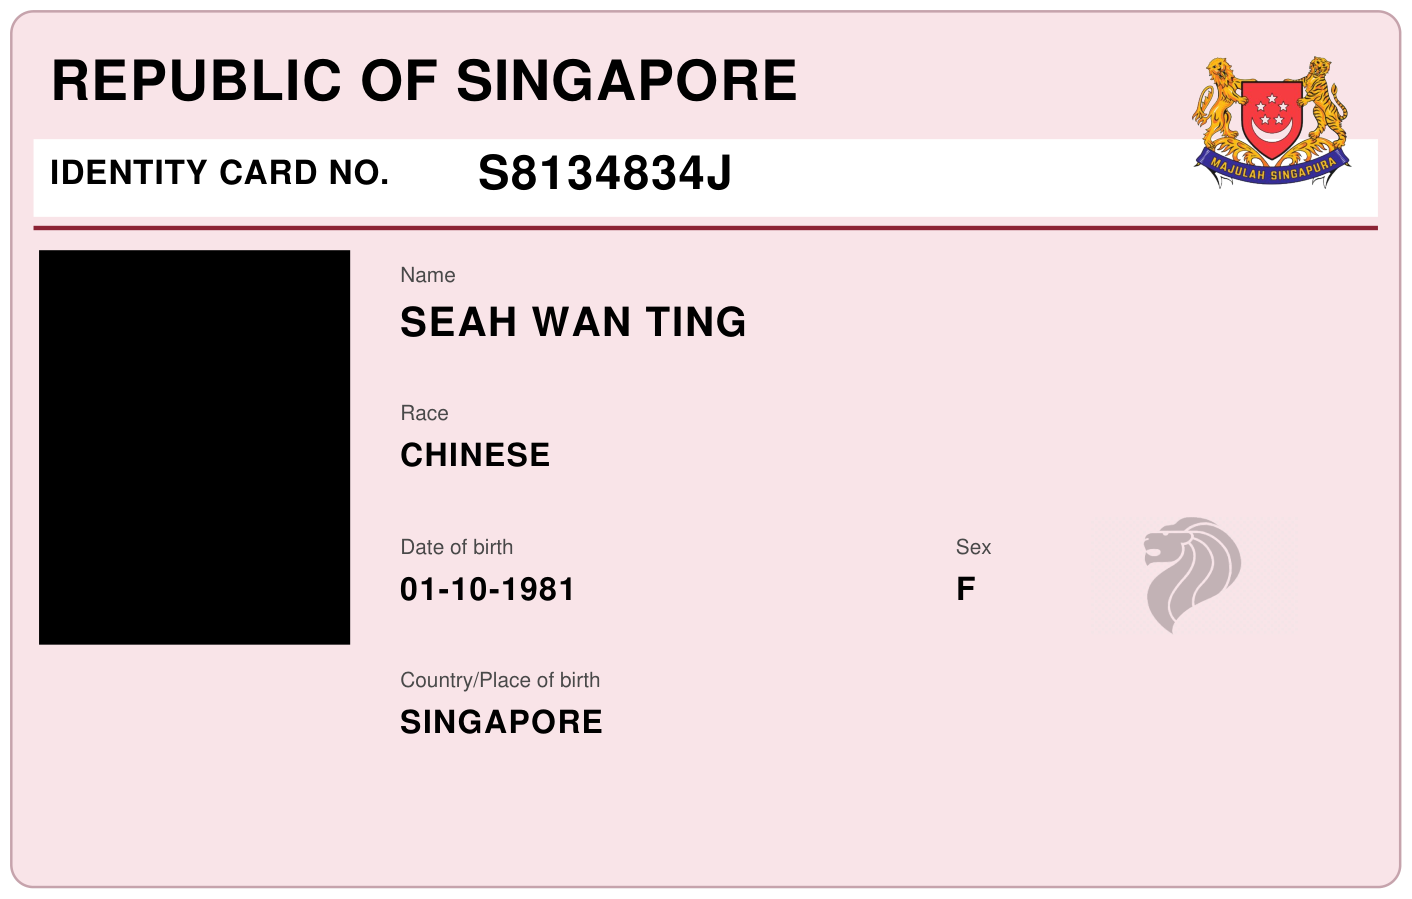 REPUBLIC OF SINGAPORE
IDENTITY CARD NO. S8134834J
MAJULAH SINGAPURA
Name
SEAH WAN TING
Race
CHINESE
Date of birth
Sex
01-10-1981
F
Country/Place of birth
SINGAPORE